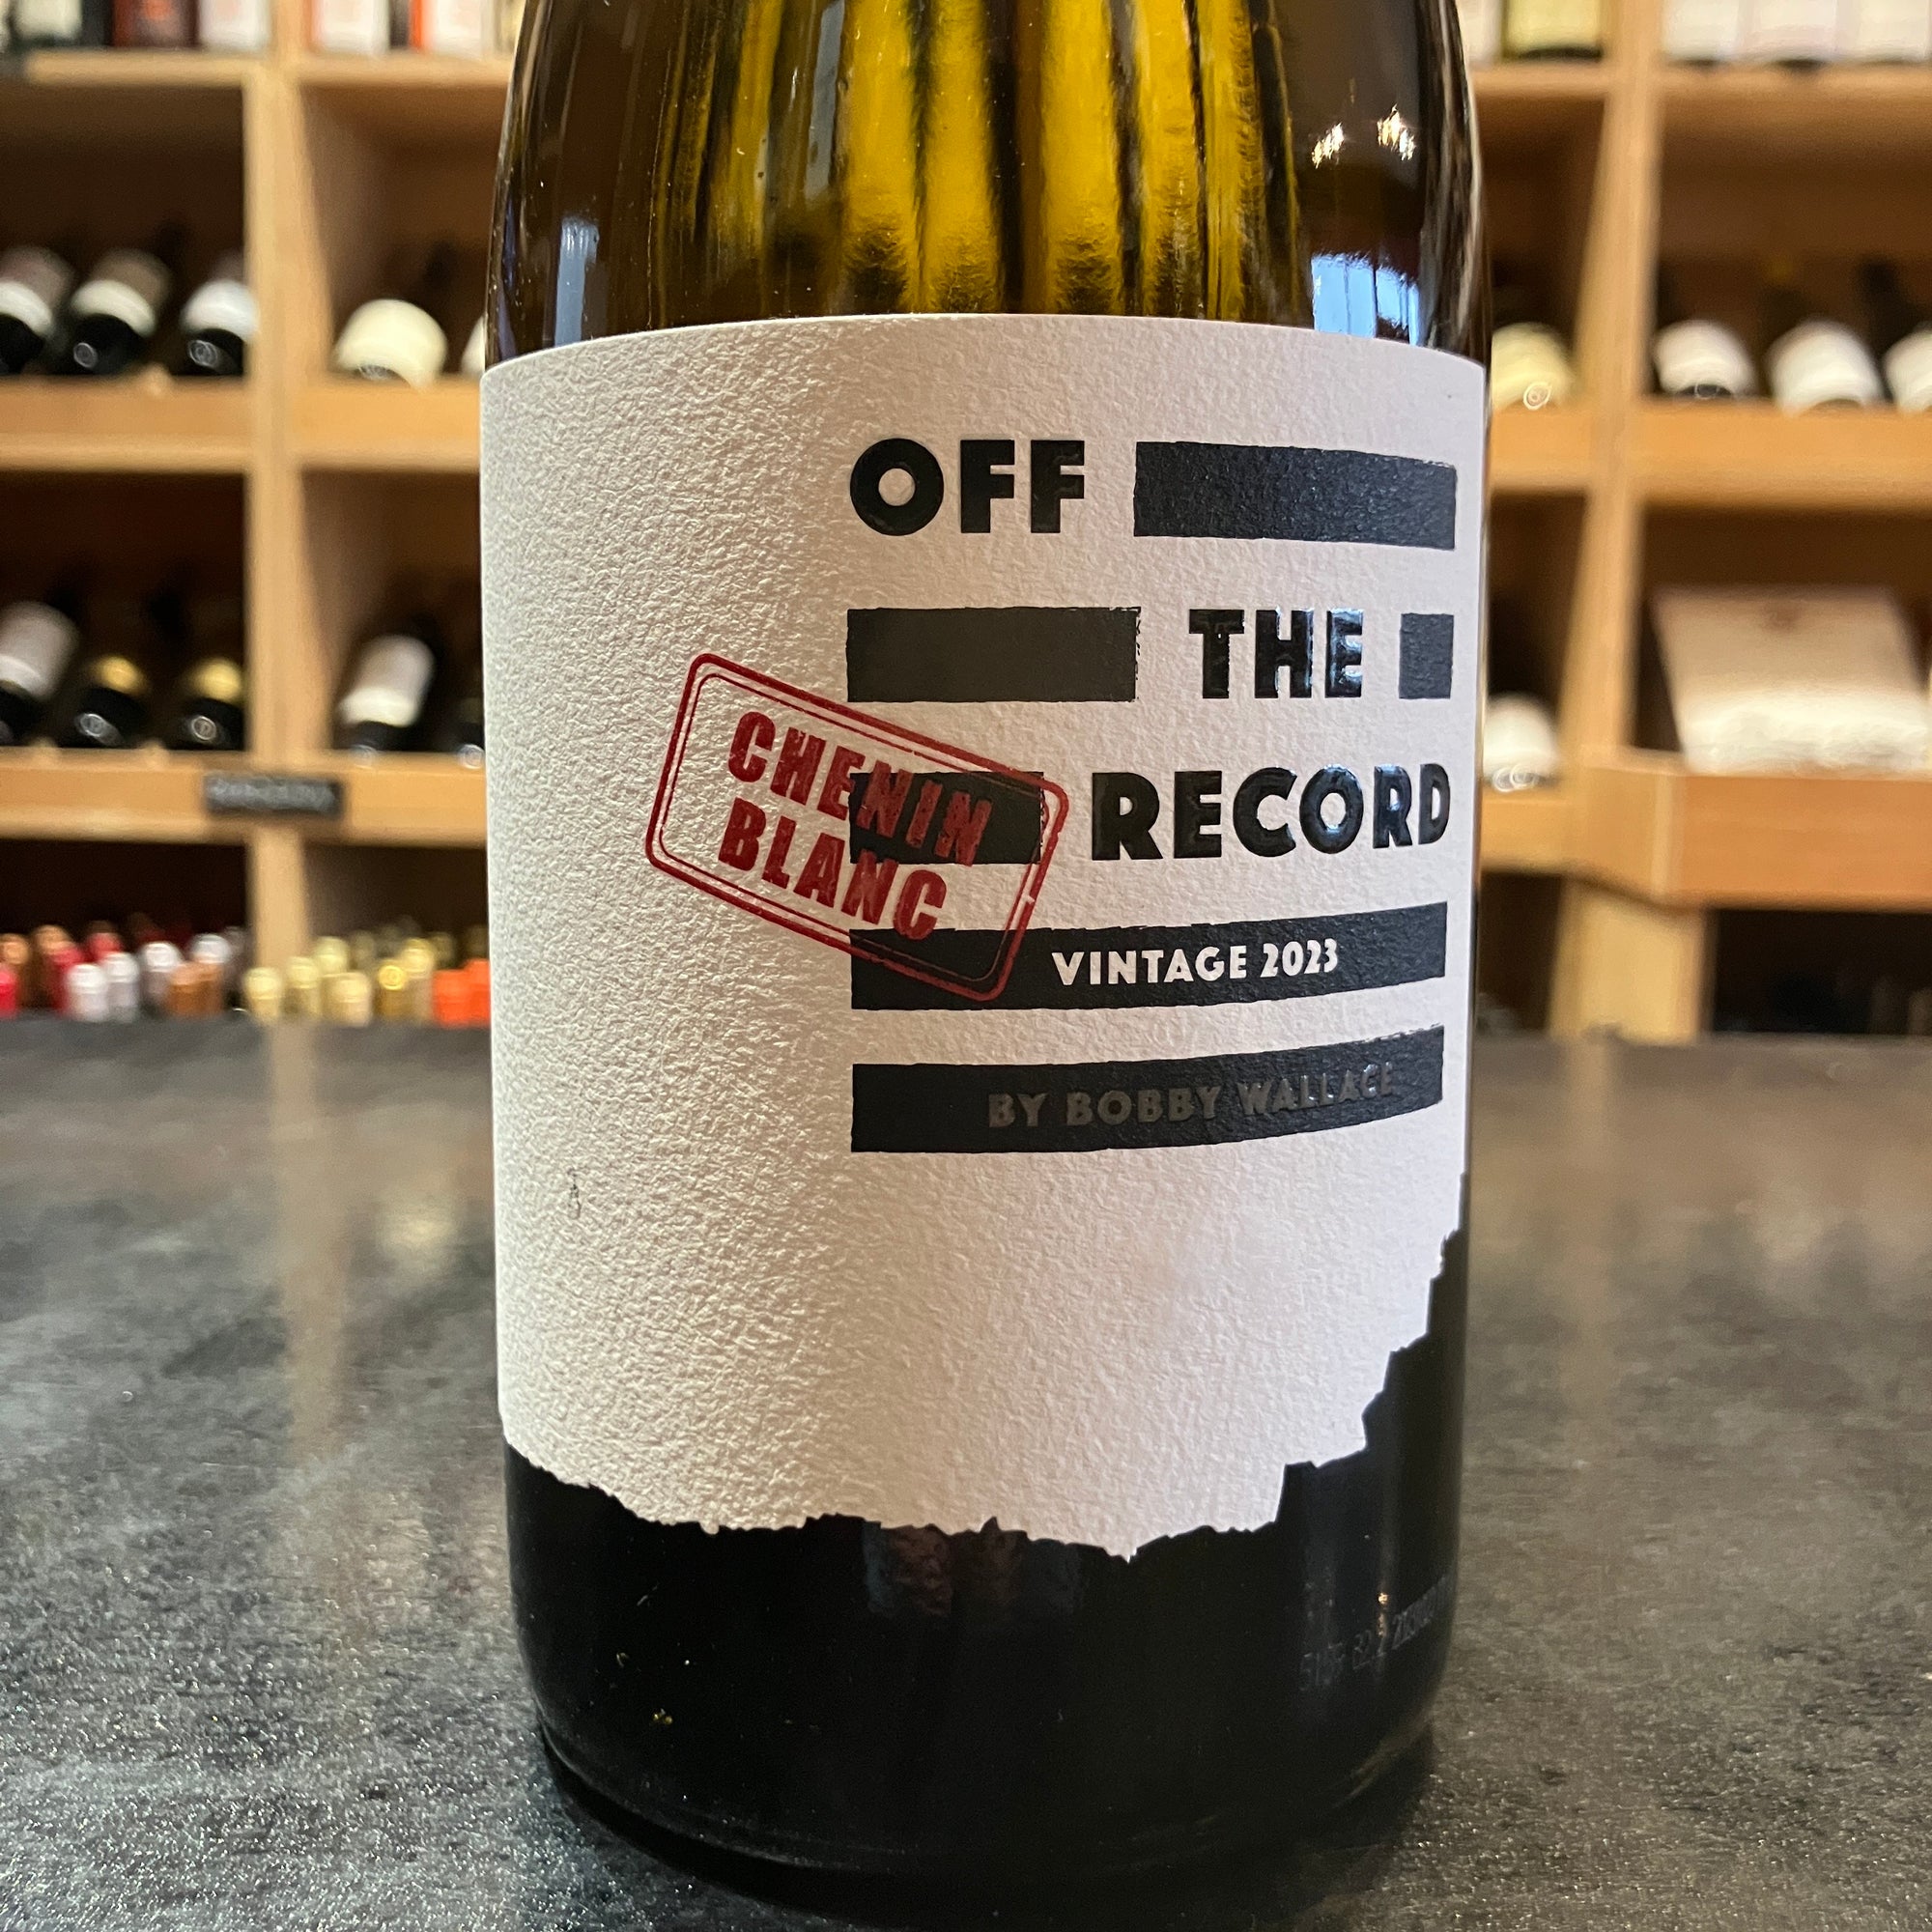 OFF
THE
RECORD
CHENIN
BLANC
VINTAGE 2023
BY BOBBY WALLACE